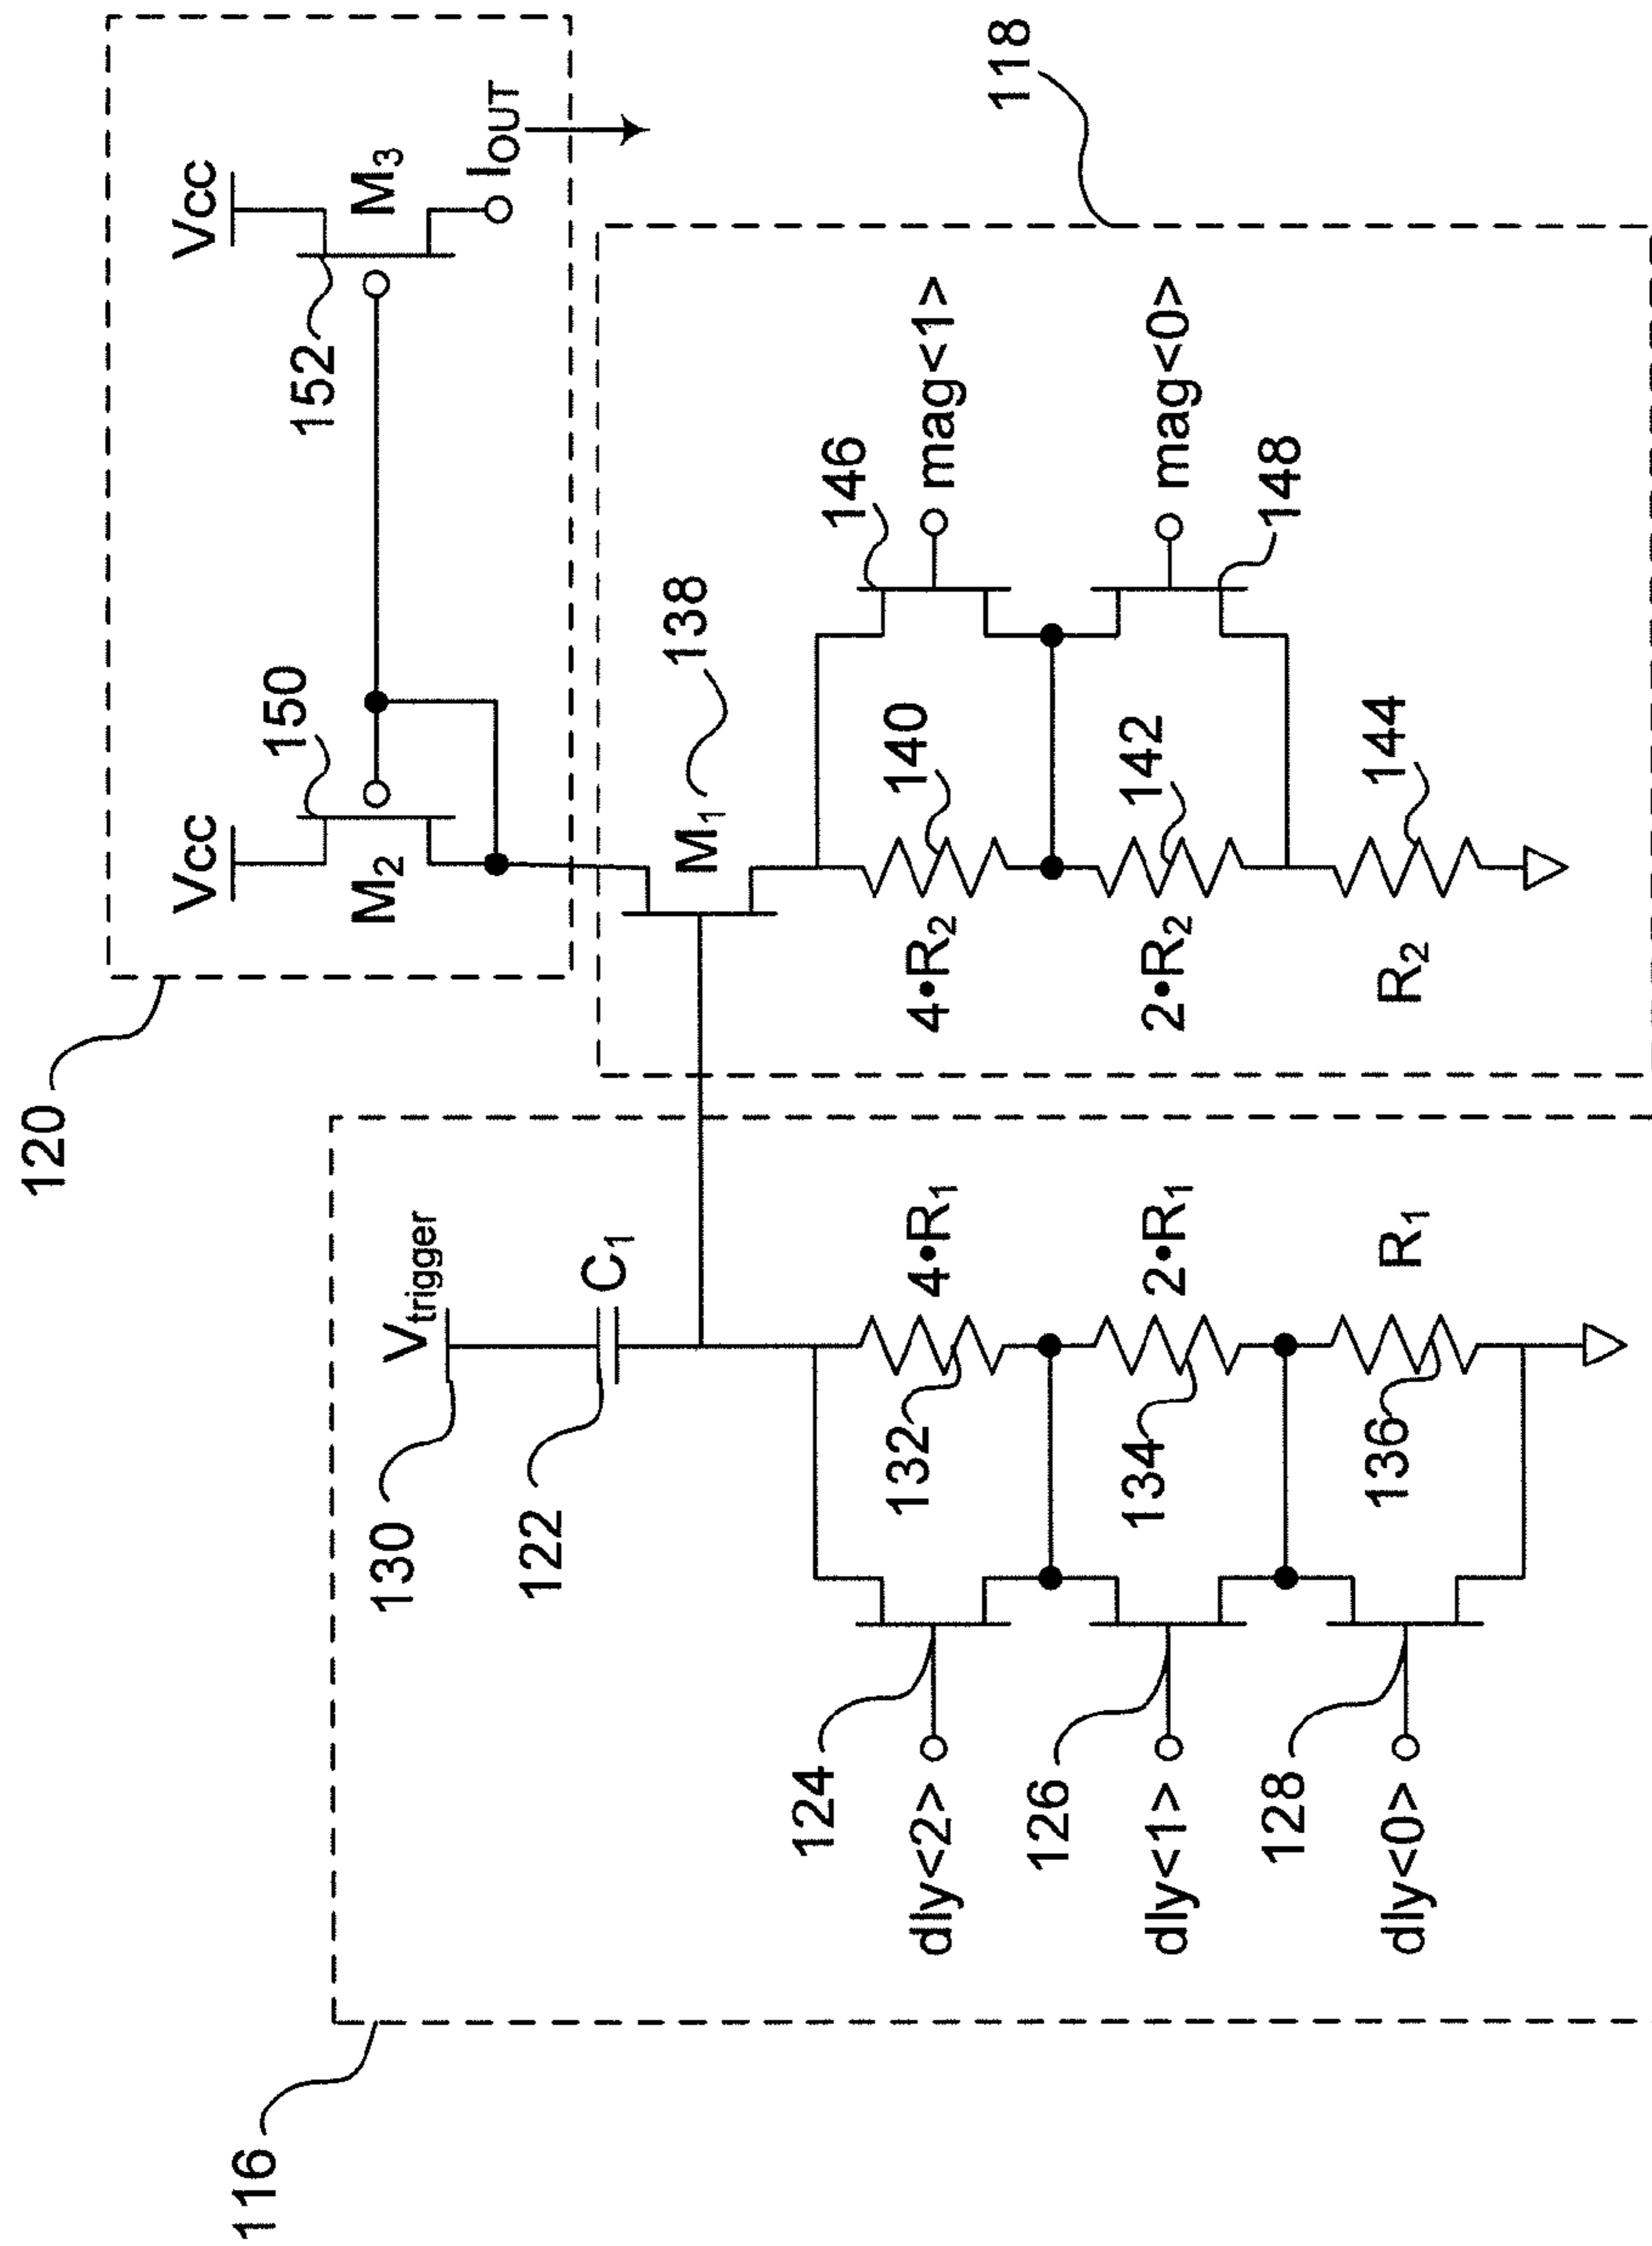 120
Vcc
Vcc
150
152
M₂
M₃
I_OUT
116
130
V_trigger
122
C₁
M₁
138
118
124
dly<2>
132
4•R₁
4•R₂
140
146
mag<1>
126
dly<1>
134
2•R₁
2•R₂
142
148
mag<0>
128
dly<0>
136
R₁
R₂
144